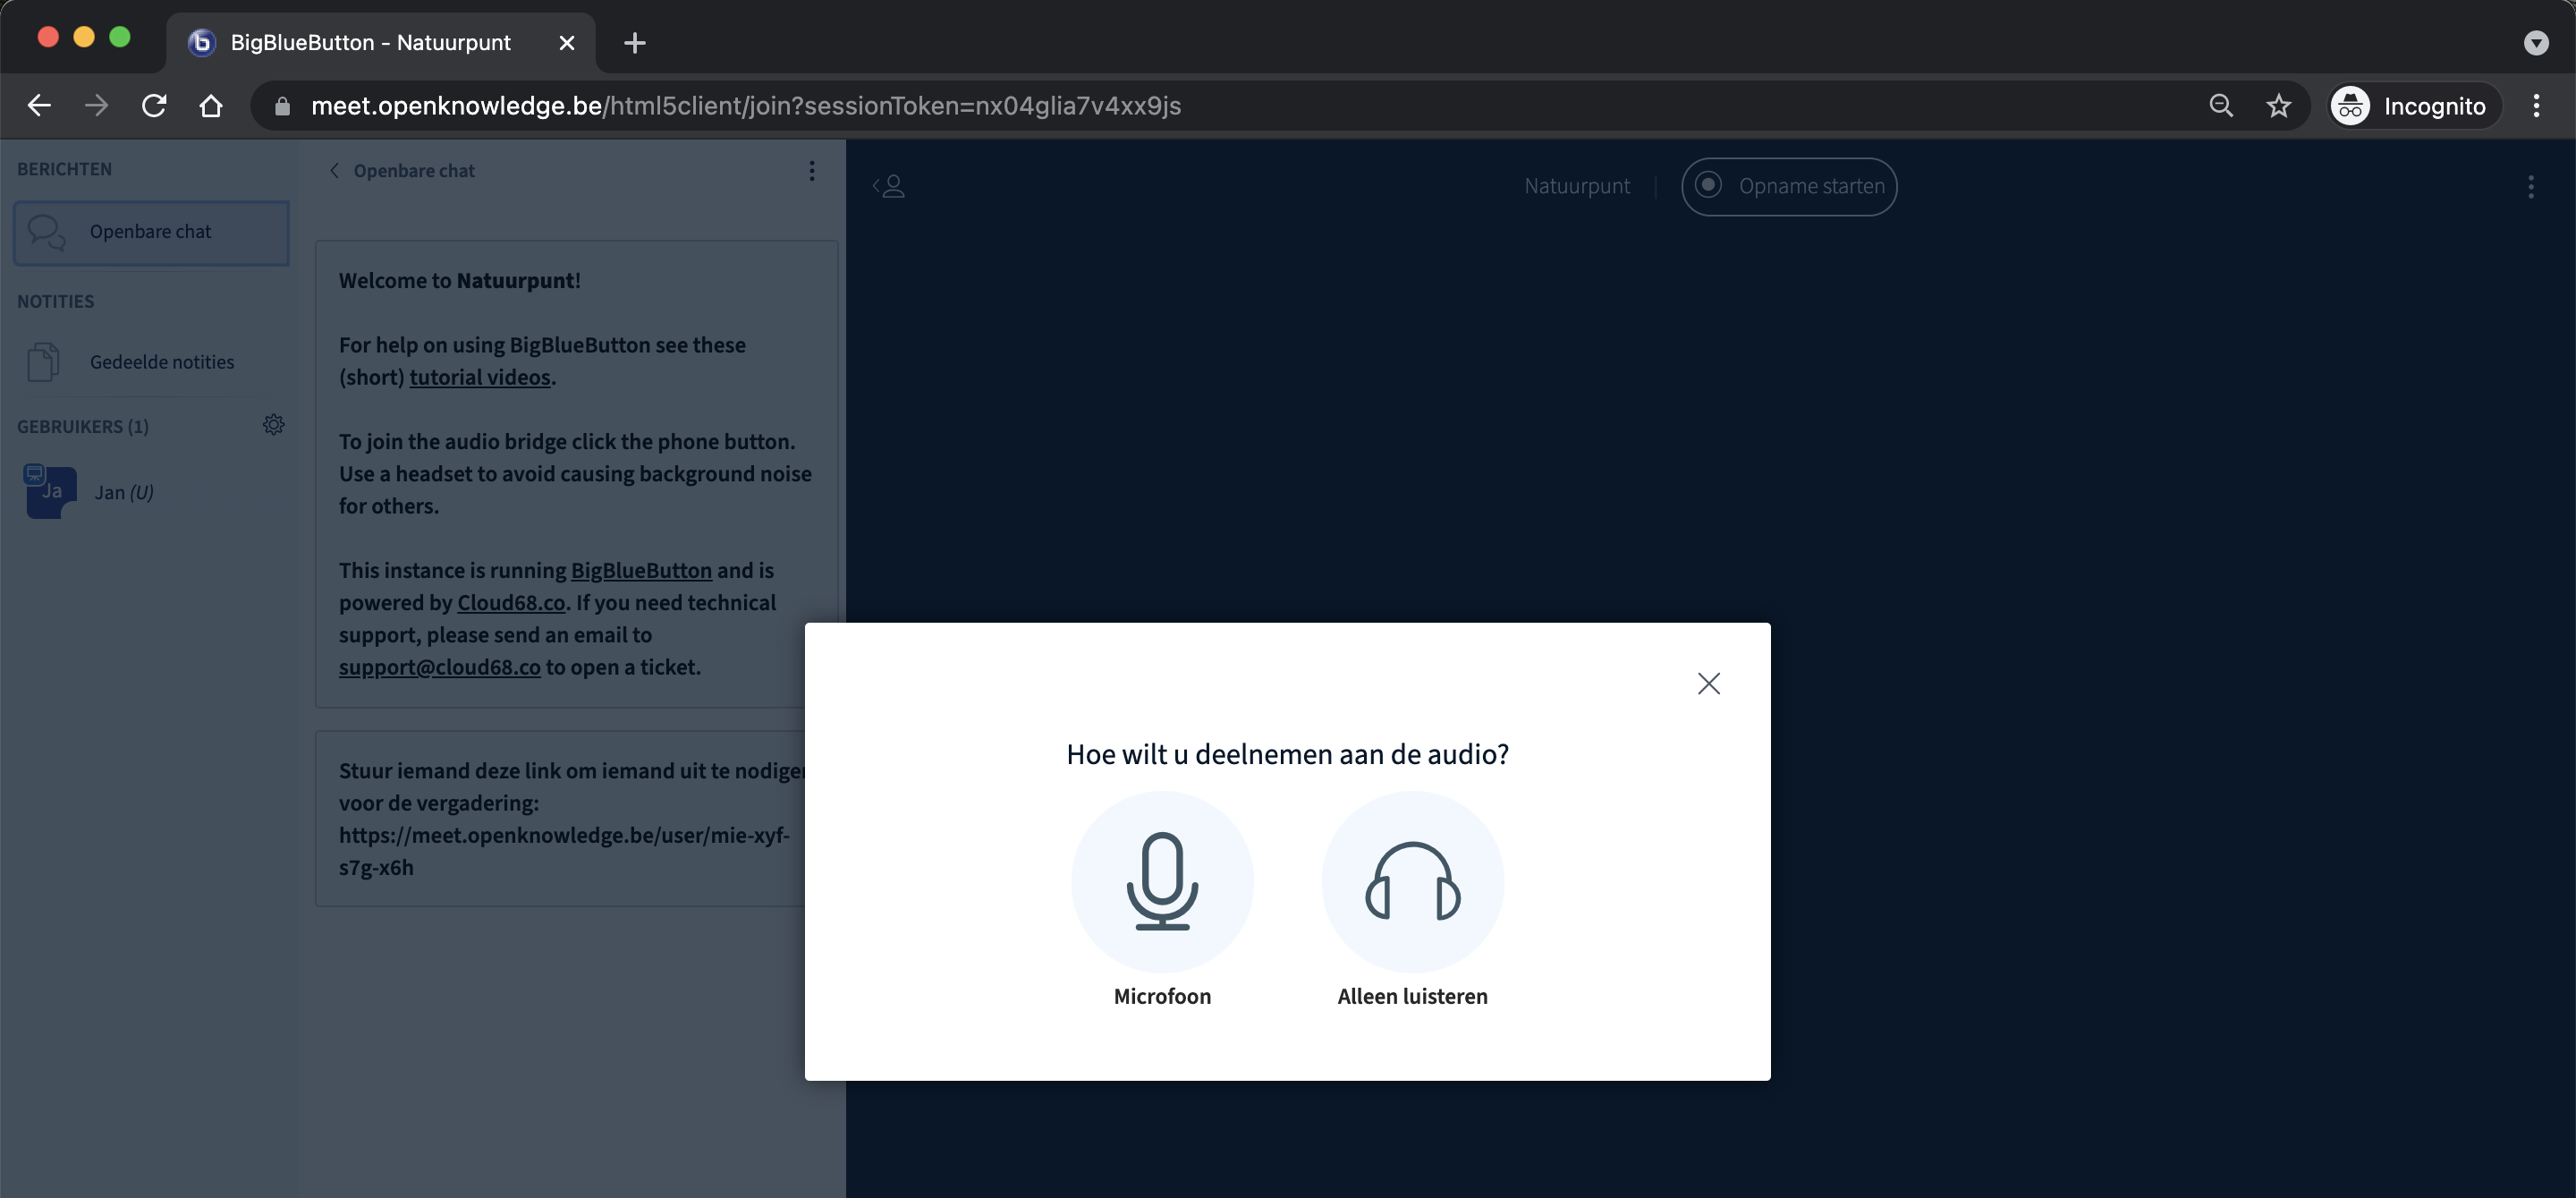 BigBlueButton - Natuurpunt
meet.openknowledge.be/html5client/join?sessionToken=nx04glia7v4xx9js
Incognito
BERICHTEN
Openbare chat
NOTITIES
Gedeelde notities
GEBRUIKERS (1)
Ja
Jan (U)
Openbare chat
Welcome to Natuurpunt!
For help on using BigBlueButton see these
(short) tutorial videos.
To join the audio bridge click the phone button.
Use a headset to avoid causing background noise
for others.
This instance is running BigBlueButton and is
powered by Cloud68.co. If you need technical
support, please send an email to
support@cloud68.co to open a ticket.
Stuur iemand deze link om iemand uit te nodigen
voor de vergadering:
https://meet.openknowledge.be/user/mie-xyf-
s7g-x6h
Natuurpunt
Opname starten
Hoe wilt u deelnemen aan de audio?
Microfoon
Alleen luisteren